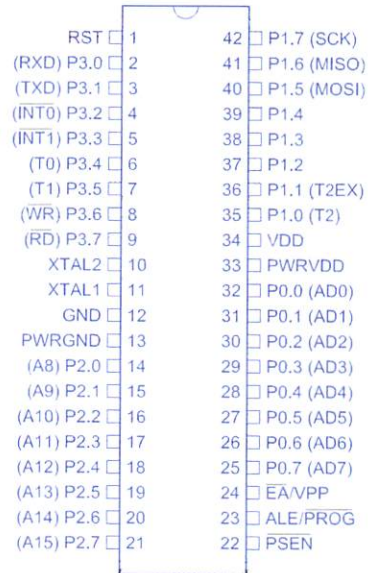 RST 1 42 P1.7 (SCK)
(RXD) P3.0 2 41 P1.6 (MISO)
(TXD) P3.1 3 40 P1.5 (MOSI)
(INT0) P3.2 4 39 P1.4
(INT1) P3.3 5 38 P1.3
(T0) P3.4 6 37 P1.2
(T1) P3.5 7 36 P1.1 (T2EX)
(WR) P3.6 8 35 P1.0 (T2)
(RD) P3.7 9 34 VDD
XTAL2 10 33 PWRVDD
XTAL1 11 32 P0.0 (AD0)
GND 12 31 P0.1 (AD1)
PWRGND 13 30 P0.2 (AD2)
(A8) P2.0 14 29 P0.3 (AD3)
(A9) P2.1 15 28 P0.4 (AD4)
(A10) P2.2 16 27 P0.5 (AD5)
(A11) P2.3 17 26 P0.6 (AD6)
(A12) P2.4 18 25 P0.7 (AD7)
(A13) P2.5 19 24 EA/VPP
(A14) P2.6 20 23 ALE/PROG
(A15) P2.7 21 22 PSEN